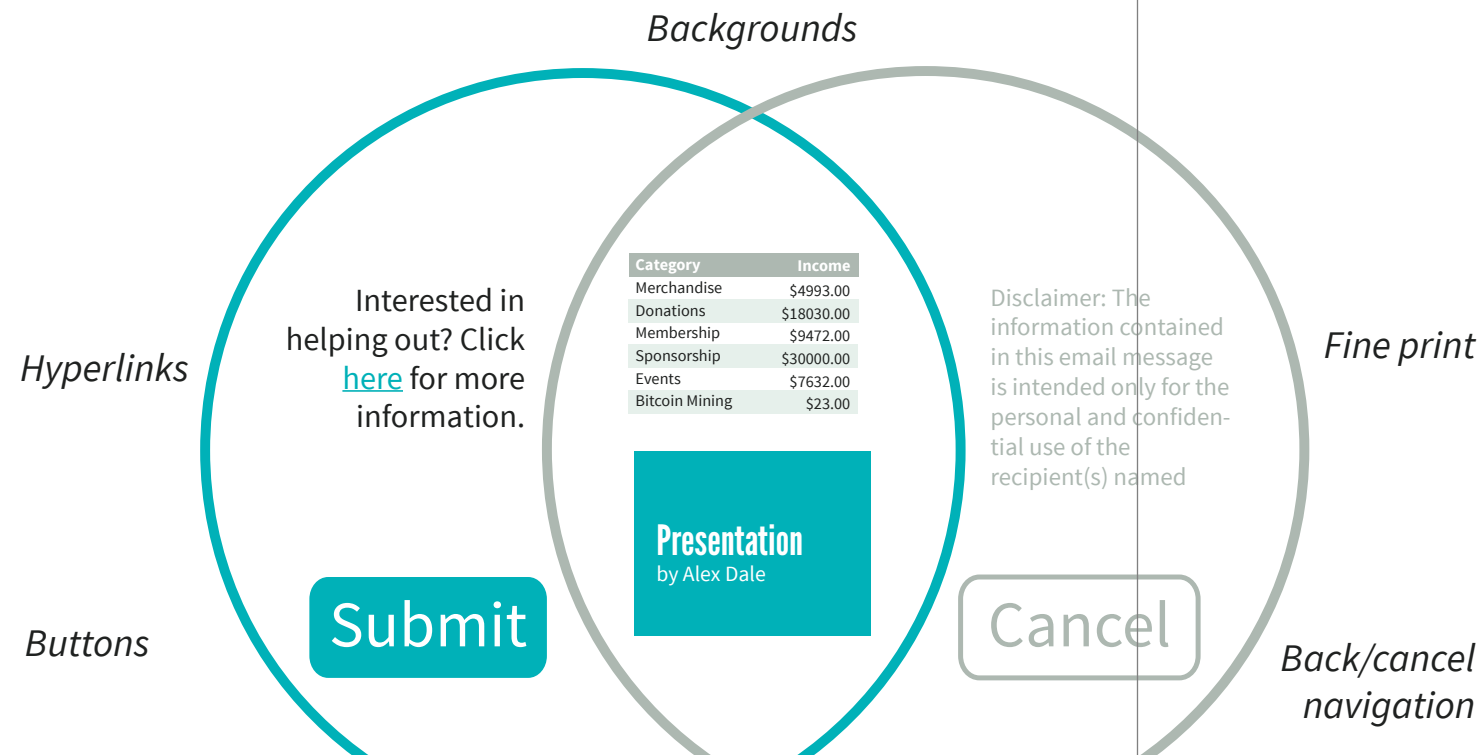 Backgrounds
Hyperlinks
Interested in
helping out? Click
here for more
information.
Category Income
Merchandise $4993.00
Donations $18030.00
Membership $9472.00
Sponsorship $30000.00
Events $7632.00
Bitcoin Mining $23.00
Disclaimer: The
information contained
in this email message
is intended only for the
personal and confiden-
tial use of the
recipient(s) named
Fine print
Presentation
by Alex Dale
Buttons
Submit
Cancel
Back/cancel
navigation